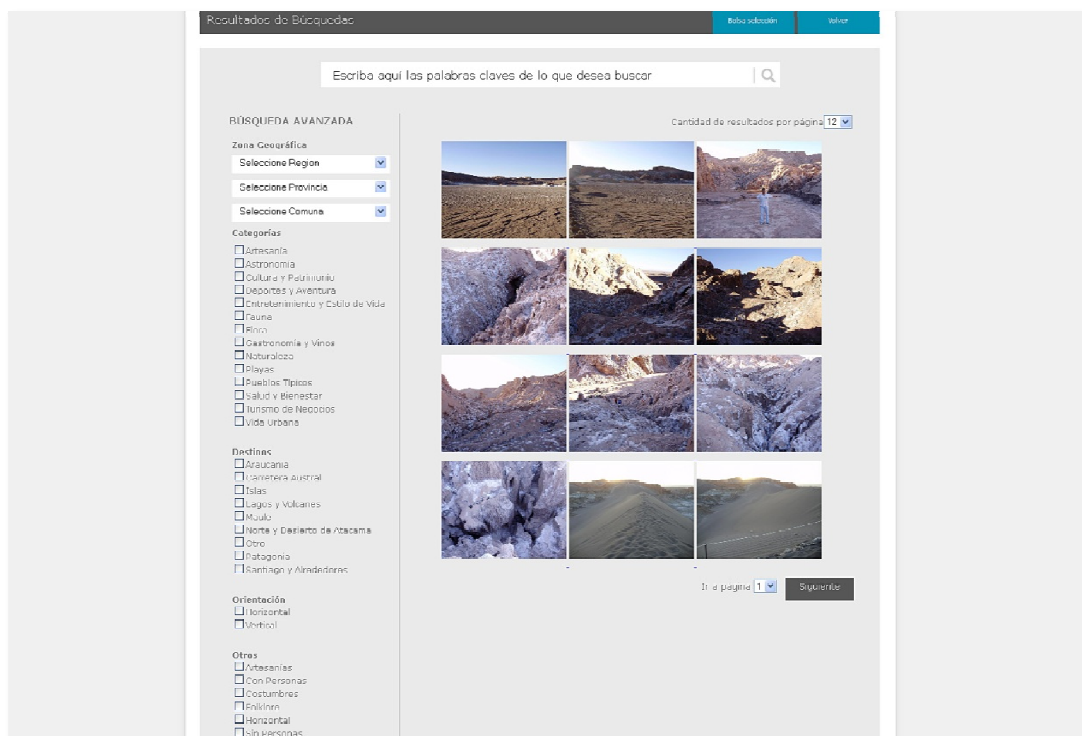 Resultados de Búsquedas
Bolsa selección
Volver
Escriba aquí las palabras claves de lo que desea buscar
BÚSQUEDA AVANZADA
Cantidad de resultados por página 12
Zona Geográfica
Seleccione Region
Seleccione Provincia
Seleccione Comuna
Categorías
Artesanía
Astronomía
Cultura y Patrimonio
Deportes y Aventura
Entretenimiento y Estilo de Vida
Fauna
Flora
Gastronomía y Vinos
Naturaleza
Playas
Pueblos Típicos
Salud y Bienestar
Turismo de Negocios
Vida Urbana
Destinos
Araucanía
Carretera Austral
Islas
Lagos y Volcanes
Maule
Norte y Desierto de Atacama
Otro
Patagonia
Santiago y Alrededores
Ir a pagina 1
Siguiente
Orientación
Horizontal
Vertical
Otros
Artesanías
Con Personas
Costumbres
Folklore
Horizontal
Sin Personas